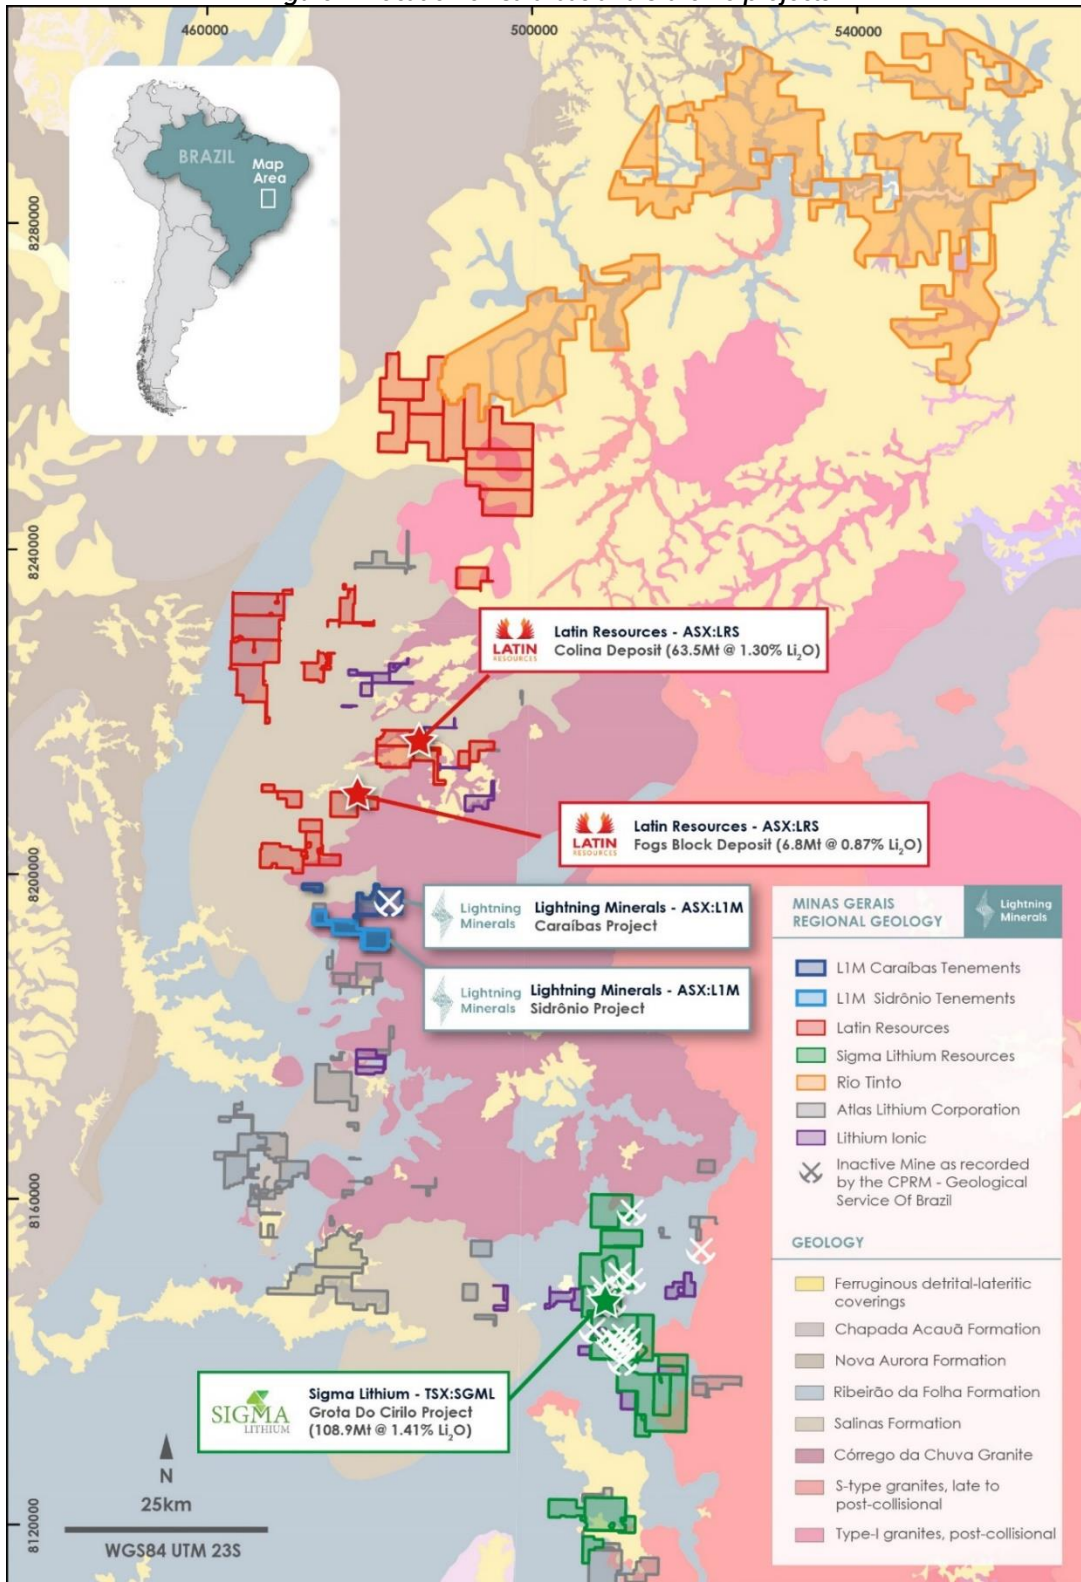 460000
500000
540000
BRAZIL
Map
Area
8280000
8240000
8200000
8160000
8120000
LATIN
RESOURCES
Latin Resources - ASX:LRS
Colina Deposit (63.5Mt @ 1.30% Li₂O)
LATIN
RESOURCES
Latin Resources - ASX:LRS
Fogs Block Deposit (6.8Mt @ 0.87% Li₂O)
Lightning
Minerals
Lightning Minerals - ASX:L1M
Caraíbas Project
Lightning
Minerals
Lightning Minerals - ASX:L1M
Sidrônio Project
MINAS GERAIS
REGIONAL GEOLOGY
Lightning
Minerals
L1M Caraíbas Tenements
L1M Sidrônio Tenements
Latin Resources
Sigma Lithium Resources
Rio Tinto
Atlas Lithium Corporation
Lithium Ionic
Inactive Mine as recorded
by the CPRM - Geological
Service Of Brazil
GEOLOGY
Ferruginous detrital-lateritic
coverings
Chapada Acauã Formation
Nova Aurora Formation
Ribeirão da Folha Formation
Salinas Formation
Córrego da Chuva Granite
S-type granites, late to
post-collisional
Type-I granites, post-collisional
SIGMA
LITHIUM
Sigma Lithium - TSX:SGML
Grota Do Cirilo Project
(108.9Mt @ 1.41% Li₂O)
N
25km
WGS84 UTM 23S